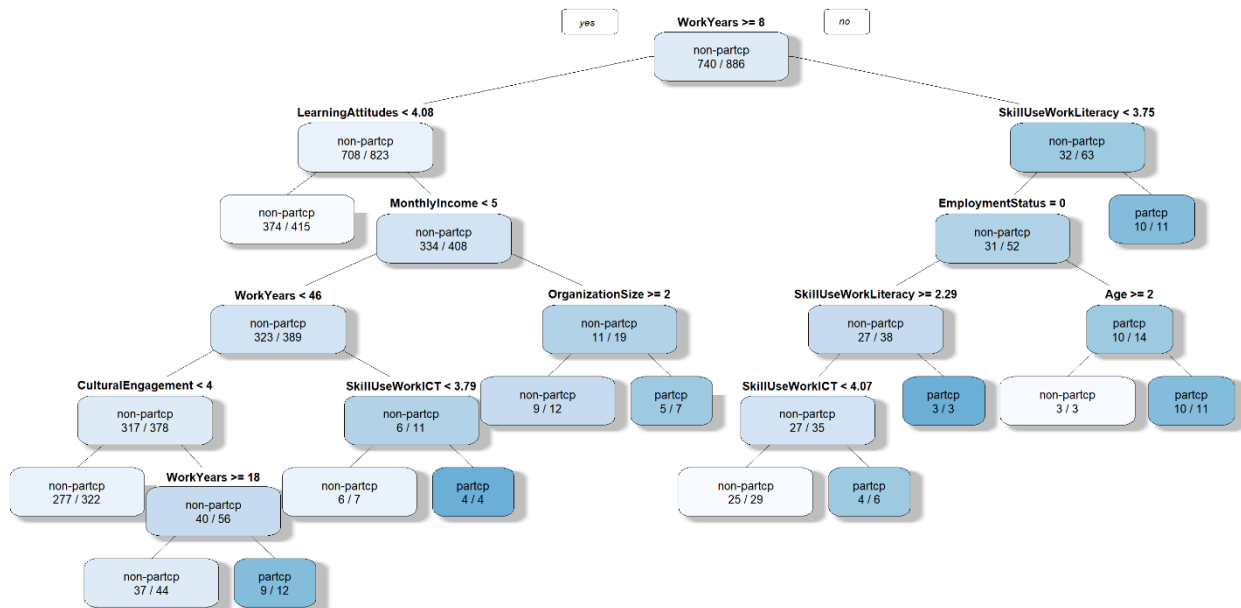 yes
WorkYears >= 8
no
non-partcp
740 / 886
LearningAttitudes < 4.08
SkillUseWorkLiteracy < 3.75
non-partcp
708 / 823
non-partcp
32 / 63
non-partcp
374 / 415
MonthlyIncome < 5
non-partcp
334 / 408
EmploymentStatus = 0
non-partcp
31 / 52
partcp
10 / 11
WorkYears < 46
non-partcp
323 / 389
OrganizationSize >= 2
non-partcp
11 / 19
SkillUseWorkLiteracy >= 2.29
non-partcp
27 / 38
Age >= 2
partcp
10 / 14
CulturalEngagement < 4
non-partcp
317 / 378
SkillUseWorkICT < 3.79
non-partcp
6 / 11
non-partcp
9 / 12
partcp
5 / 7
SkillUseWorkICT < 4.07
non-partcp
27 / 35
partcp
3 / 3
non-partcp
3 / 3
partcp
10 / 11
non-partcp
277 / 322
WorkYears >= 18
non-partcp
40 / 56
non-partcp
6 / 7
partcp
4 / 4
non-partcp
25 / 29
partcp
4 / 6
non-partcp
37 / 44
partcp
9 / 12